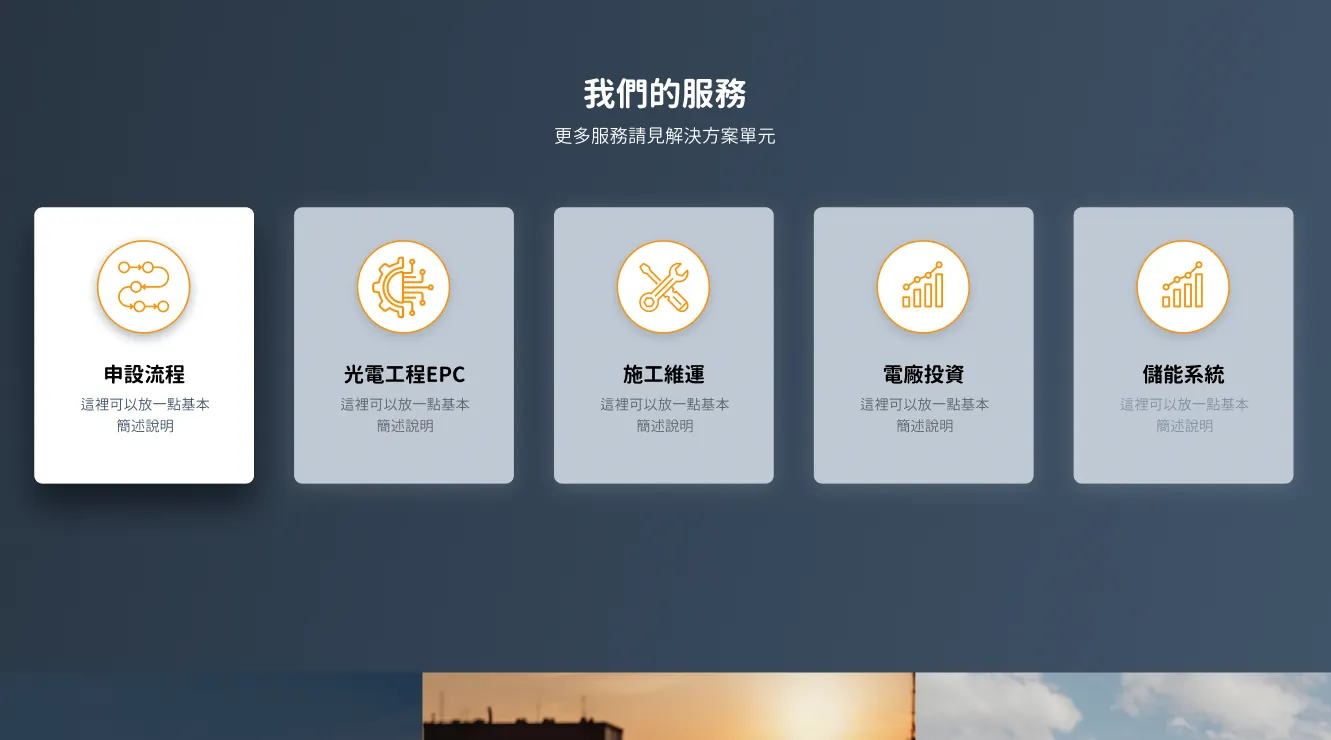 我們的服務
更多服務請見解決方案單元
申設流程
這裡可以放一點基本
簡述說明
光電工程EPC
這裡可以放一點基本
簡述說明
施工維運
這裡可以放一點基本
簡述說明
電廠投資
這裡可以放一點基本
簡述說明
儲能系統
這裡可以放一點基本
簡述說明